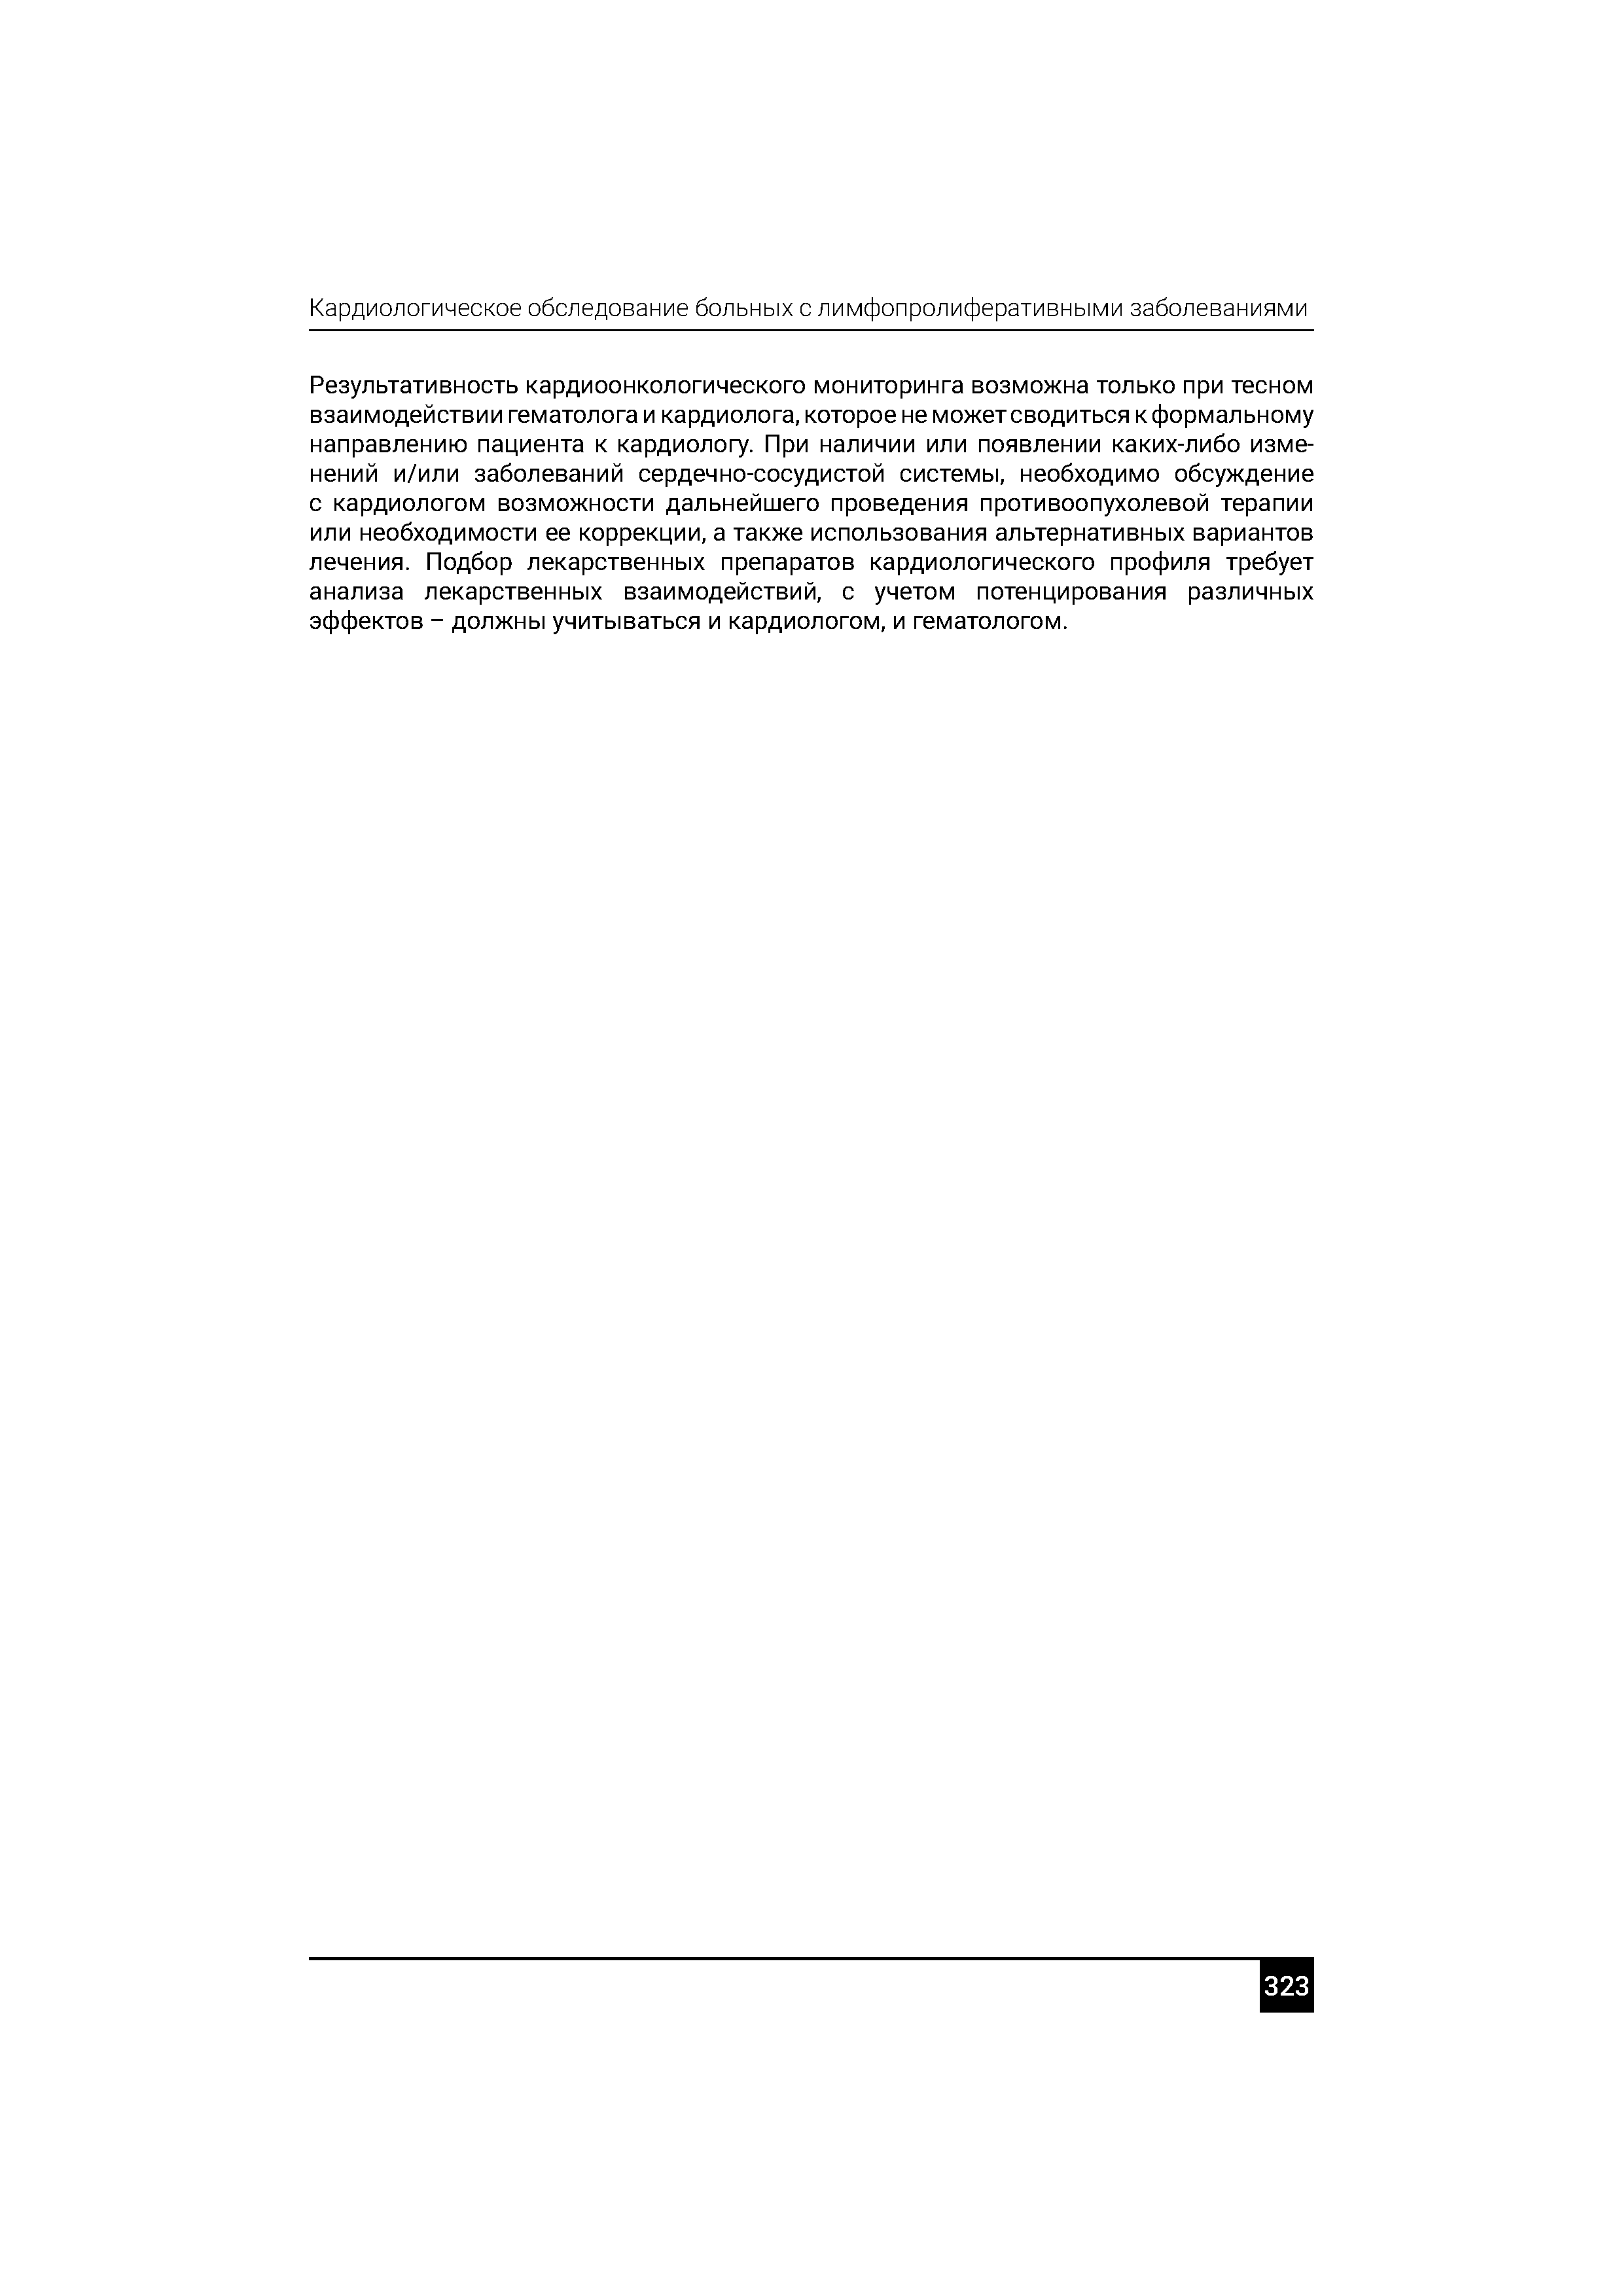 Кардиологическое обследование больных с лимфопролиферативными заболеваниями
Результативность кардиоонкологического мониторинга возможна только при тесном
взаимодействии гематолога и кардиолога, которое не может сводиться к формальному
направлению пациента к кардиологу. При наличии или появлении каких-либо изме-
нений и/или заболеваний сердечно-сосудистой системы, необходимо обсуждение
с кардиологом возможности дальнейшего проведения противоопухолевой терапии
или необходимости ее коррекции, а также использования альтернативных вариантов
лечения. Подбор лекарственных препаратов кардиологического профиля требует
анализа лекарственных взаимодействий, с учетом потенцирования различных
эффектов – должны учитываться и кардиологом, и гематологом.
323